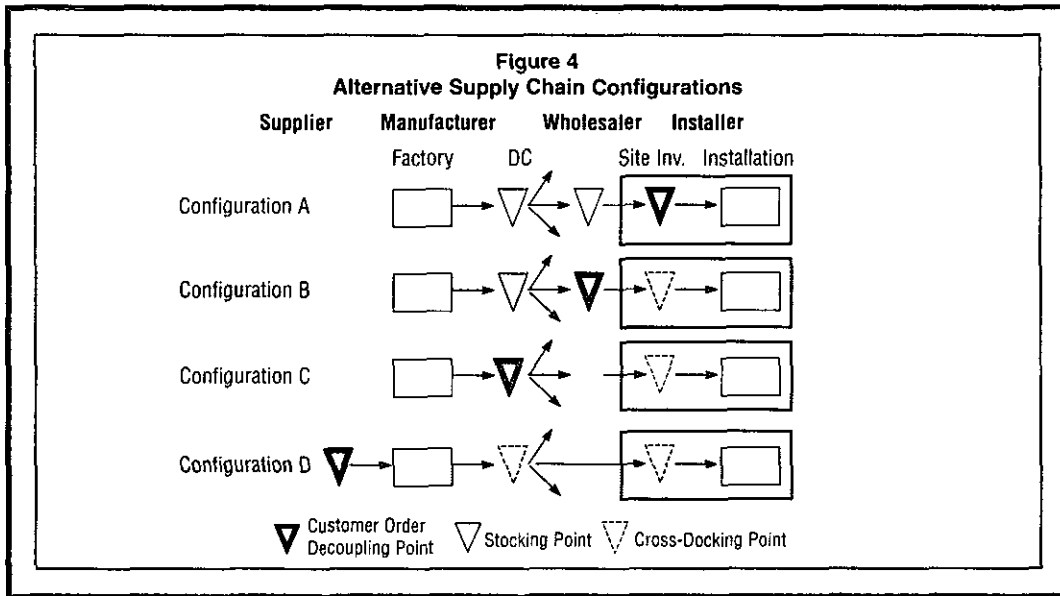 Figure 4
Alternative Supply Chain Configurations
Supplier Manufacturer Wholesaler Installer
Factory DC Site Inv. Installation
Configuration A
Configuration B
Configuration C
Configuration D
Customer Order
Decoupling Point
Stocking Point
Cross-Docking Point